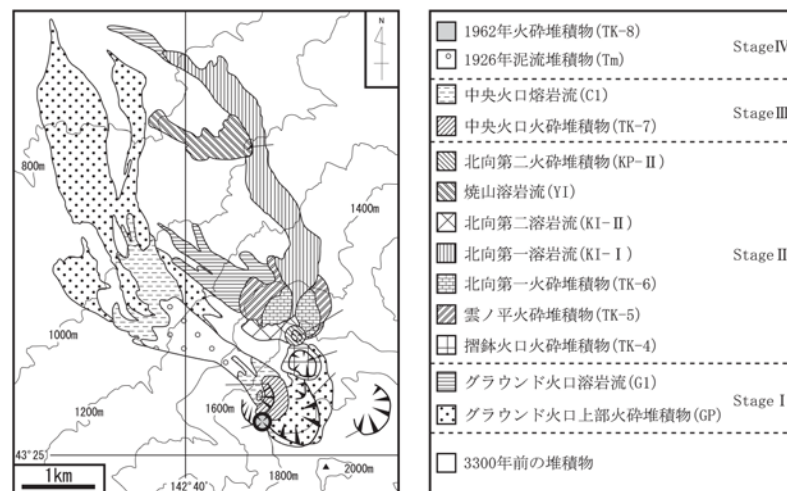 N
800m
1400m
1000m
1200m
1600m
43°25'
1km
142°40'
1800m
2000m
1962年火砕堆積物(TK-8)
1926年泥流堆積物(Tm)
StageⅣ
中央火口熔岩流(C1)
中央火口火砕堆積物(TK-7)
StageⅢ
北向第二火砕堆積物(KP-Ⅱ)
焼山溶岩流(YI)
北向第二溶岩流(KI-Ⅱ)
北向第一溶岩流(KI-Ⅰ)
北向第一火砕堆積物(TK-6)
雲ノ平火砕堆積物(TK-5)
摺鉢火口火砕堆積物(TK-4)
StageⅡ
グラウンド火口溶岩流(G1)
グラウンド火口上部火砕堆積物(GP)
StageⅠ
3300年前の堆積物